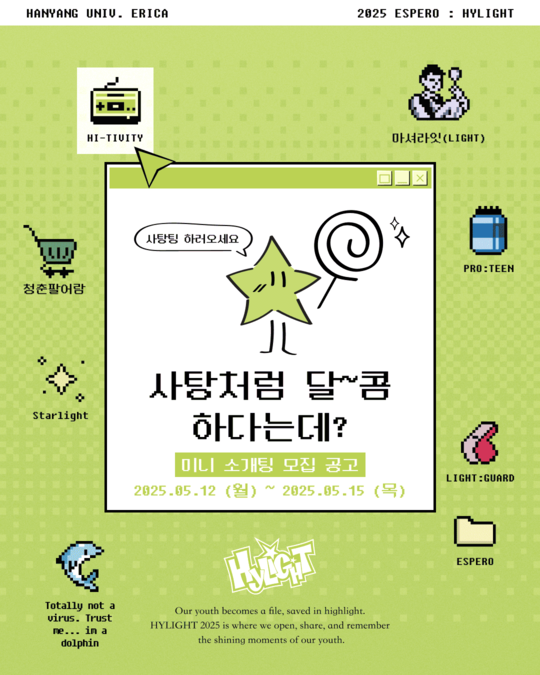 HANYANG UNIV. ERICA
2025 ESPERO : HYLIGHT
HI-TIVITY
마셔라잇(LIGHT)
사탕팅 하러오세요
PRO:TEEN
청춘팔어람
Starlight
사탕처럼 달~콤
하다는데?
미니 소개팅 모집 공고
2025.05.12 (월) ~ 2025.05.15 (목)
LIGHT:GUARD
ESPERO
HYLIGHT
Totally not a
virus. Trust
me... im a
dolphin
Our youth becomes a file, saved in highlight.
HYLIGHT 2025 is where we open, share, and remember
the shining moments of our youth.